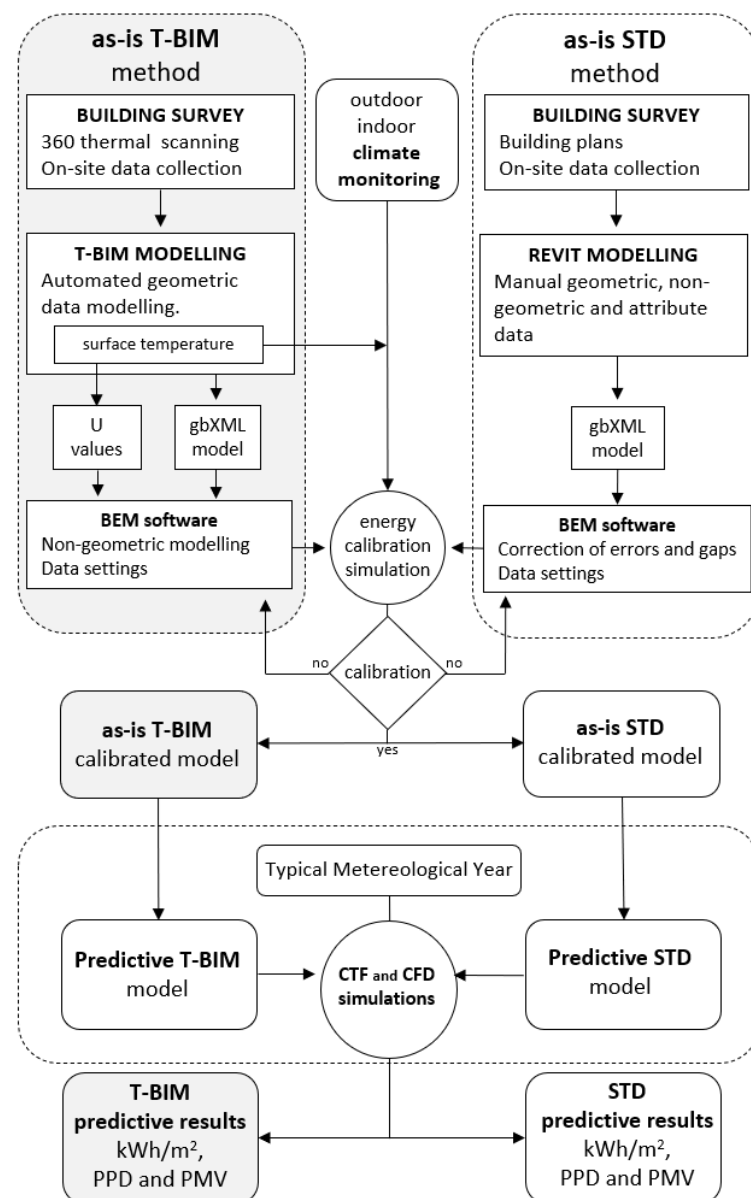 as-is T-BIM
method
BUILDING SURVEY
360 thermal scanning
On-site data collection
T-BIM MODELLING
Automated geometric
data modelling.
surface temperature
U
values
gbXML
model
BEM software
Non-geometric modelling
Data settings
outdoor
indoor
climate
monitoring
energy
calibration
simulation
as-is STD
method
BUILDING SURVEY
Building plans
On-site data collection
REVIT MODELLING
Manual geometric, non-
geometric and attribute
data
gbXML
model
BEM software
Correction of errors and gaps
Data settings
no
calibration
no
yes
as-is T-BIM
calibrated model
as-is STD
calibrated model
Typical Metereological Year
Predictive T-BIM
model
CTF and CFD
simulations
Predictive STD
model
T-BIM
predictive results
kWh/m²,
PPD and PMV
STD
predictive results
kWh/m²,
PPD and PMV